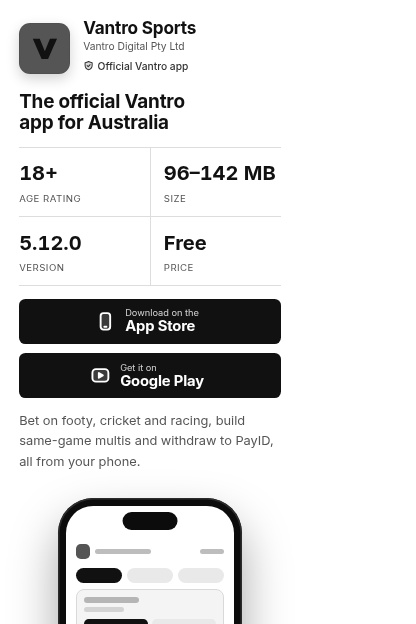 V
Vantro Sports
Vantro Digital Pty Ltd
Official Vantro app
The official Vantro
app for Australia
18+
AGE RATING
96–142 MB
SIZE
5.12.0
VERSION
Free
PRICE
Download on the
App Store
Get it on
Google Play
Bet on footy, cricket and racing, build
same-game multis and withdraw to PayID,
all from your phone.